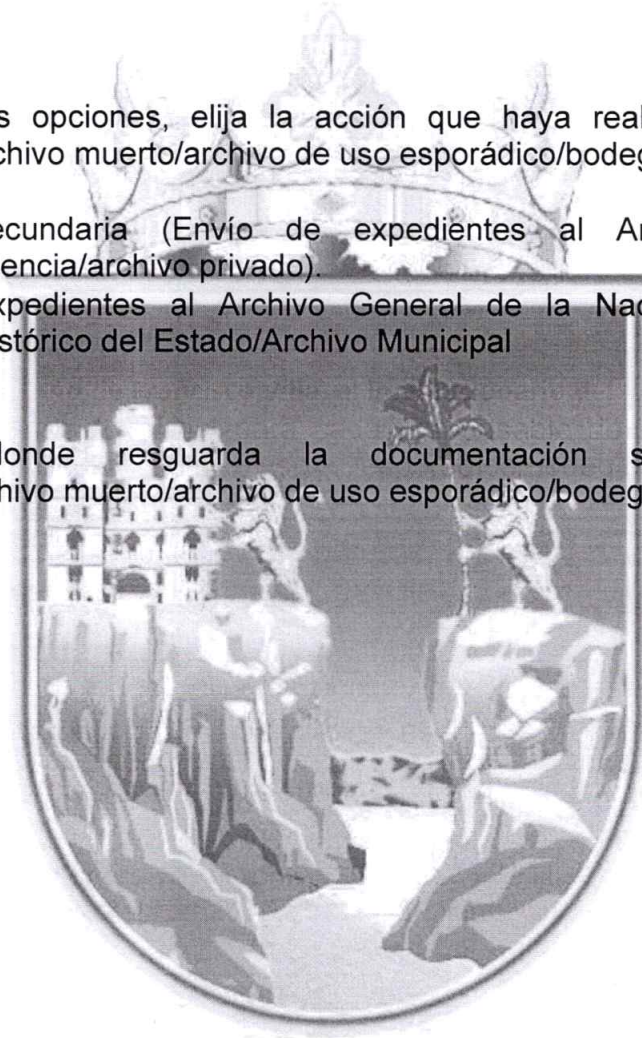 s opciones, elija la acción que haya real
chivo muerto/archivo de uso esporádico/bodeg
ecundaria (Envío de expedientes al Ar
encia/archivo privado).
xpedientes al Archivo General de la Nac
stórico del Estado/Archivo Municipal
onde resguarda la documentación s
hivo muerto/archivo de uso esporádico/bodeg